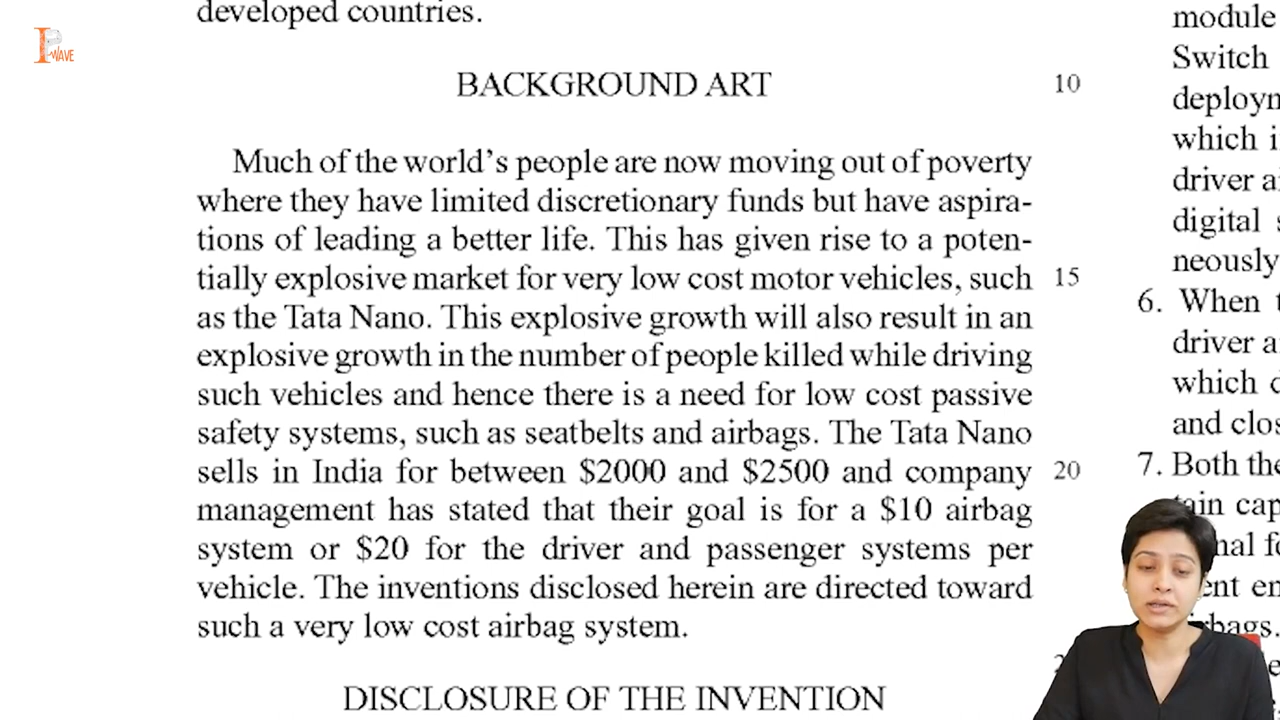 IP WAVE
developed countries.
BACKGROUND ART
10
Much of the world's people are now moving out of poverty
where they have limited discretionary funds but have aspira-
tions of leading a better life. This has given rise to a poten-
tially explosive market for very low cost motor vehicles, such
15
as the Tata Nano. This explosive growth will also result in an
explosive growth in the number of people killed while driving
such vehicles and hence there is a need for low cost passive
safety systems, such as seatbelts and airbags. The Tata Nano
sells in India for between $2000 and $2500 and company
20
management has stated that their goal is for a $10 airbag
system or $20 for the driver and passenger systems per
vehicle. The inventions disclosed herein are directed toward
such a very low cost airbag system.
DISCLOSURE OF THE INVENTION
module
Switch
which
driver
digital
6. When
driver
which
7. Both the